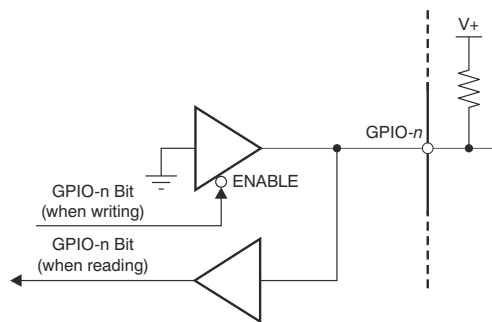 V+
GPIO-n
ENABLE
GPIO-n Bit
(when writing)
GPIO-n Bit
(when reading)